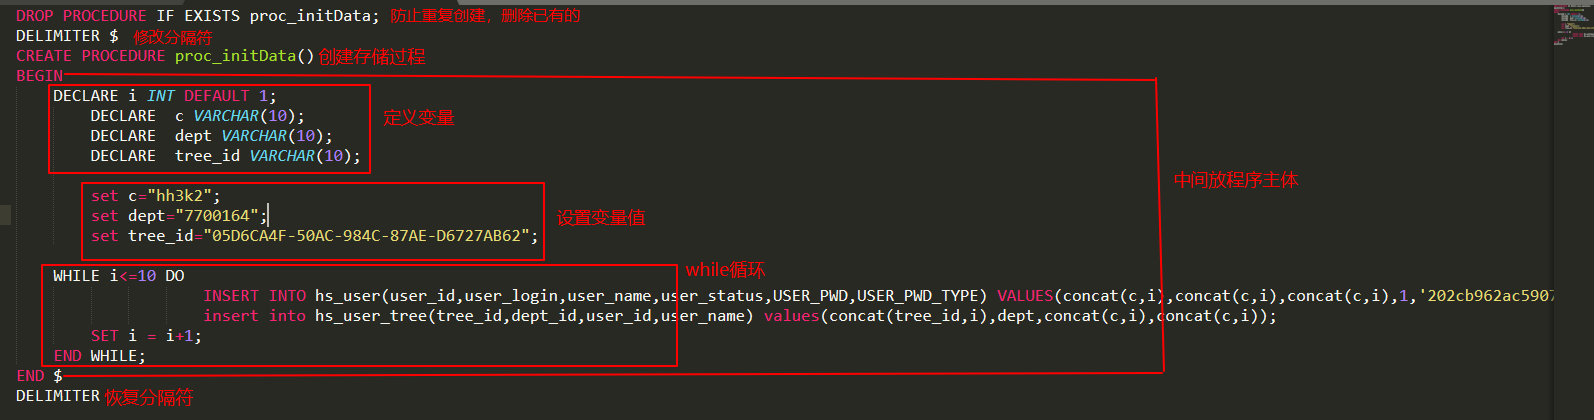 DROP PROCEDURE IF EXISTS proc_initData; 防止重复创建，删除已有的
DELIMITER $ 修改分隔符
CREATE PROCEDURE proc_initData() 创建存储过程
BEGIN
DECLARE i INT DEFAULT 1;
DECLARE  c VARCHAR(10); 定义变量
DECLARE  dept VARCHAR(10);
DECLARE  tree_id VARCHAR(10);
中间放程序主体
set c="hh3k2";
set dept="7700164"; 设置变量值
set tree_id="05D6CA4F-50AC-984C-87AE-D6727AB62";
while循环
WHILE i<=10 DO
INSERT INTO hs_user(user_id,user_login,user_name,user_status,USER_PWD,USER_PWD_TYPE) VALUES(concat(c,i),concat(c,i),concat(c,i),1,'202cb962ac5907
insert into hs_user_tree(tree_id,dept_id,user_id,user_name) values(concat(tree_id,i),dept,concat(c,i),concat(c,i));
SET i = i+1;
END WHILE;
END $
DELIMITER 恢复分隔符